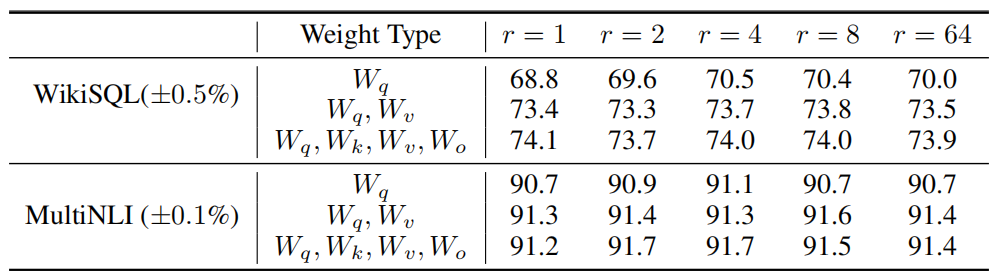 Weight Type r = 1 r = 2 r = 4 r = 8 r = 64
WikiSQL(±0.5%)
W_q 68.8 69.6 70.5 70.4 70.0
W_q, W_v 73.4 73.3 73.7 73.8 73.5
W_q, W_k, W_v, W_o 74.1 73.7 74.0 74.0 73.9
MultiNLI (±0.1%)
W_q 90.7 90.9 91.1 90.7 90.7
W_q, W_v 91.3 91.4 91.3 91.6 91.4
W_q, W_k, W_v, W_o 91.2 91.7 91.7 91.5 91.4